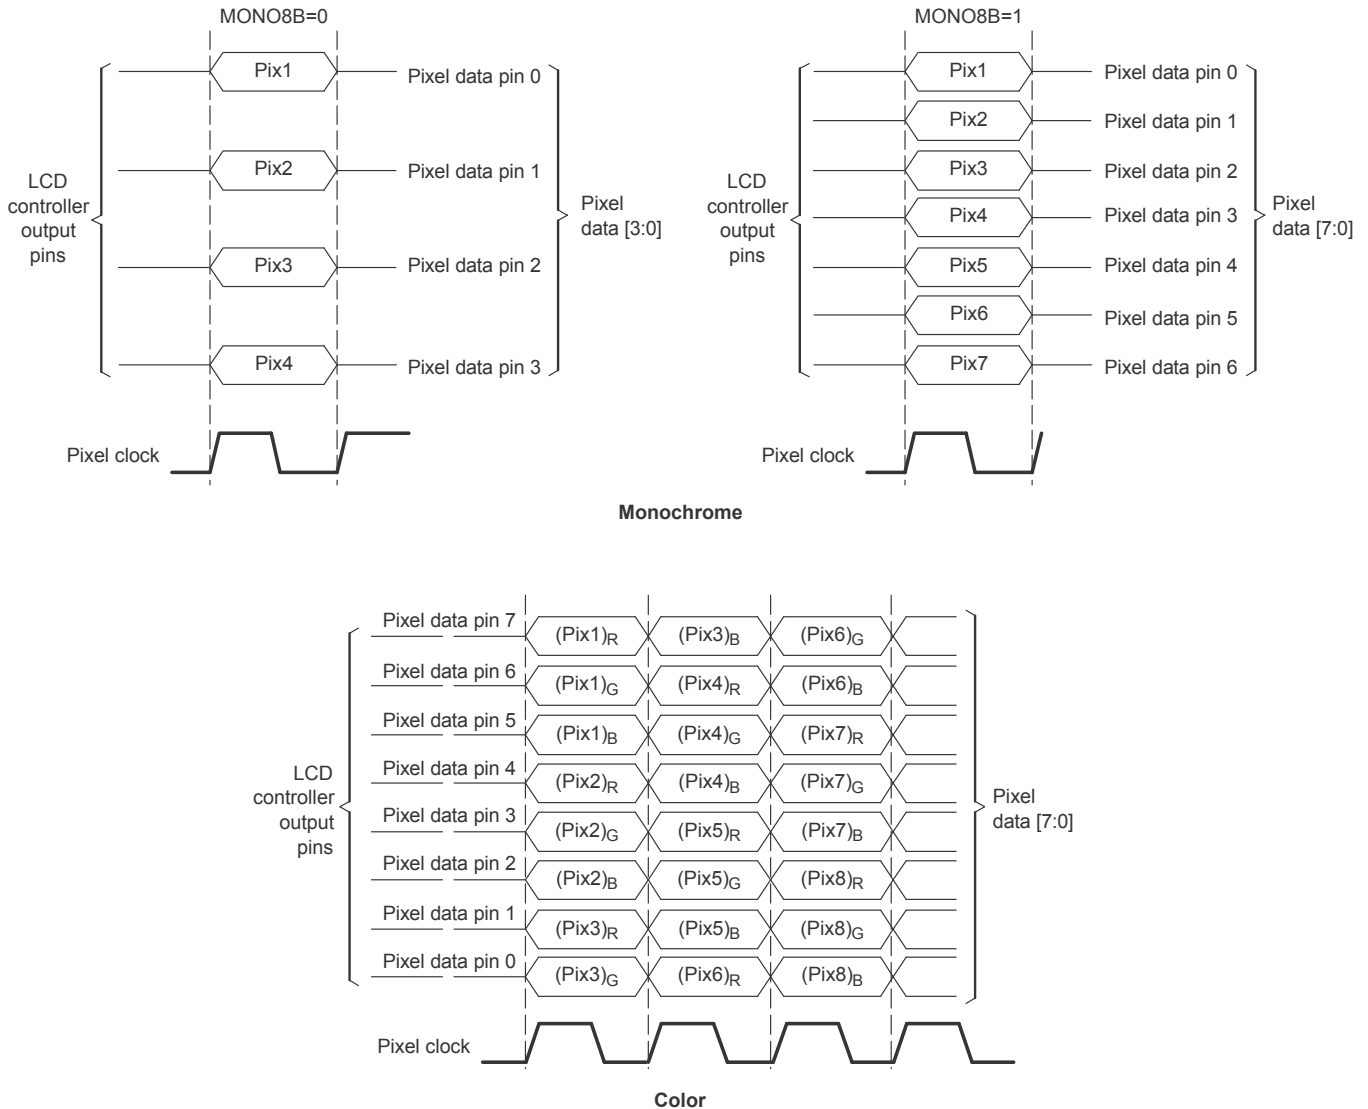 MONO8B=0
Pix1
Pixel data pin 0
Pix2
Pixel data pin 1
Pix3
Pixel data pin 2
Pix4
Pixel data pin 3
LCD
controller
output
pins
Pixel
data [3:0]
Pixel clock
MONO8B=1
Pix1
Pixel data pin 0
Pix2
Pixel data pin 1
Pix3
Pixel data pin 2
Pix4
Pixel data pin 3
Pix5
Pixel data pin 4
Pix6
Pixel data pin 5
Pix7
Pixel data pin 6
LCD
controller
output
pins
Pixel
data [7:0]
Pixel clock
Monochrome
Pixel data pin 7 (Pix1)R (Pix3)B (Pix6)G
Pixel data pin 6 (Pix1)G (Pix4)R (Pix6)B
Pixel data pin 5 (Pix1)B (Pix4)G (Pix7)R
Pixel data pin 4 (Pix2)R (Pix4)B (Pix7)G
Pixel data pin 3 (Pix2)G (Pix5)R (Pix7)B
Pixel data pin 2 (Pix2)B (Pix5)G (Pix8)R
Pixel data pin 1 (Pix3)R (Pix5)B (Pix8)G
Pixel data pin 0 (Pix3)G (Pix6)R (Pix8)B
LCD
controller
output
pins
Pixel
data [7:0]
Pixel clock
Color